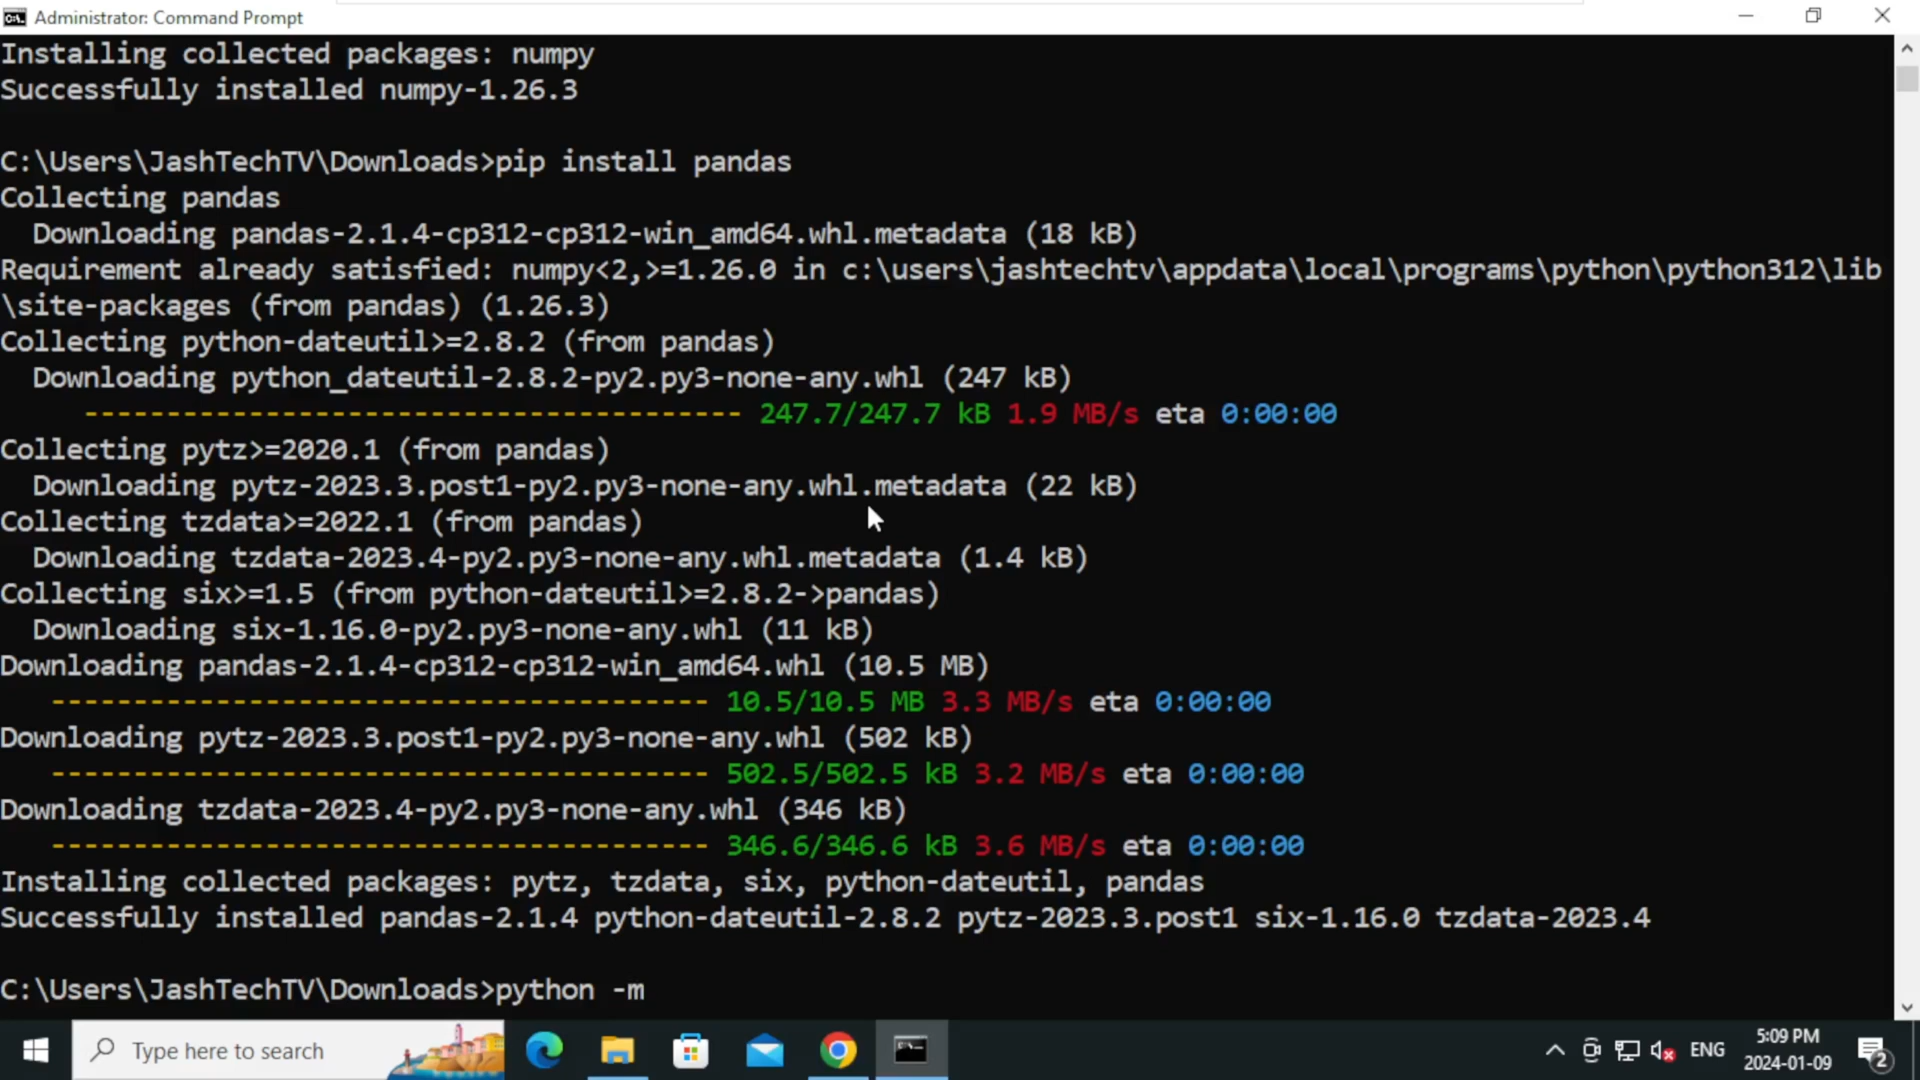 Administrator: Command Prompt
Installing collected packages: numpy
Successfully installed numpy-1.26.3
C:\Users\JashTechTV\Downloads>pip install pandas
Collecting pandas
Downloading pandas-2.1.4-cp312-cp312-win_amd64.whl.metadata (18 kB)
Requirement already satisfied: numpy<2,>=1.26.0 in c:\users\jashtechtv\appdata\local\programs\python\python312\lib
\site-packages (from pandas) (1.26.3)
Collecting python-dateutil>=2.8.2 (from pandas)
Downloading python_dateutil-2.8.2-py2.py3-none-any.whl (247 kB)
---------------------------------------- 247.7/247.7 kB 1.9 MB/s eta 0:00:00
Collecting pytz>=2020.1 (from pandas)
Downloading pytz-2023.3.post1-py2.py3-none-any.whl.metadata (22 kB)
Collecting tzdata>=2022.1 (from pandas)
Downloading tzdata-2023.4-py2.py3-none-any.whl.metadata (1.4 kB)
Collecting six>=1.5 (from python-dateutil>=2.8.2->pandas)
Downloading six-1.16.0-py2.py3-none-any.whl (11 kB)
Downloading pandas-2.1.4-cp312-cp312-win_amd64.whl (10.5 MB)
---------------------------------------- 10.5/10.5 MB 3.3 MB/s eta 0:00:00
Downloading pytz-2023.3.post1-py2.py3-none-any.whl (502 kB)
---------------------------------------- 502.5/502.5 kB 3.2 MB/s eta 0:00:00
Downloading tzdata-2023.4-py2.py3-none-any.whl (346 kB)
---------------------------------------- 346.6/346.6 kB 3.6 MB/s eta 0:00:00
Installing collected packages: pytz, tzdata, six, python-dateutil, pandas
Successfully installed pandas-2.1.4 python-dateutil-2.8.2 pytz-2023.3.post1 six-1.16.0 tzdata-2023.4
C:\Users\JashTechTV\Downloads>python -m
Type here to search
ENG
5:09 PM
2024-01-09
2